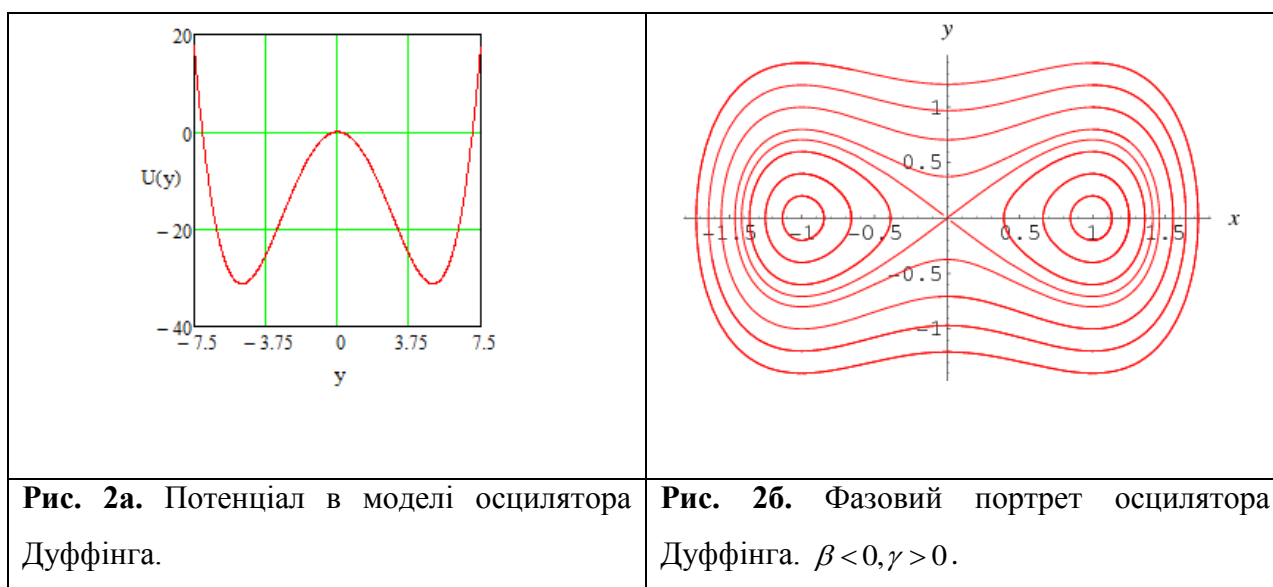 20
0
U(y)
−20
−40
−7.5 −3.75 0 3.75 7.5
y
y
1
0.5
−1.5 −1 −0.5 0.5 1 1.5 x
−0.5
−1
Рис. 2а. Потенціал в моделі осцилятора
Дуффінга.
Рис. 2б. Фазовий портрет осцилятора
Дуффінга. β < 0, γ > 0.